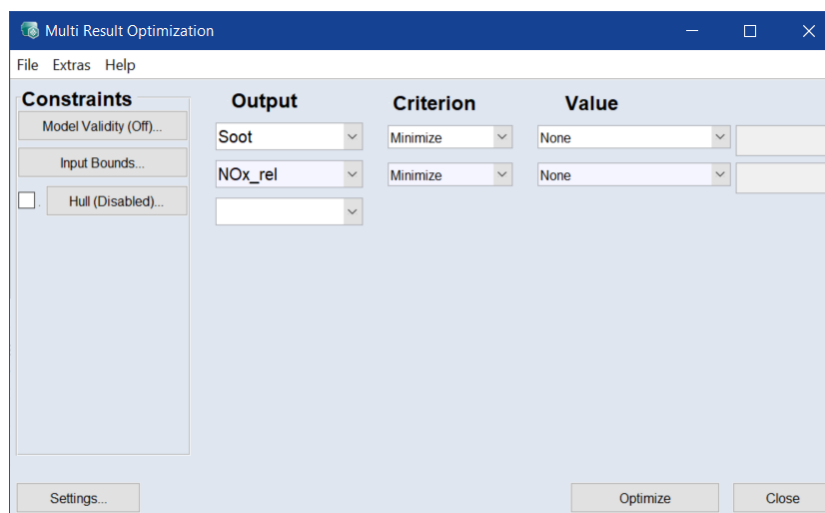 Multi Result Optimization
File Extras Help
Constraints
Model Validity (Off)...
Input Bounds...
Hull (Disabled)...
Output Criterion Value
Soot Minimize None
NOx_rel Minimize None
Settings... Optimize Close